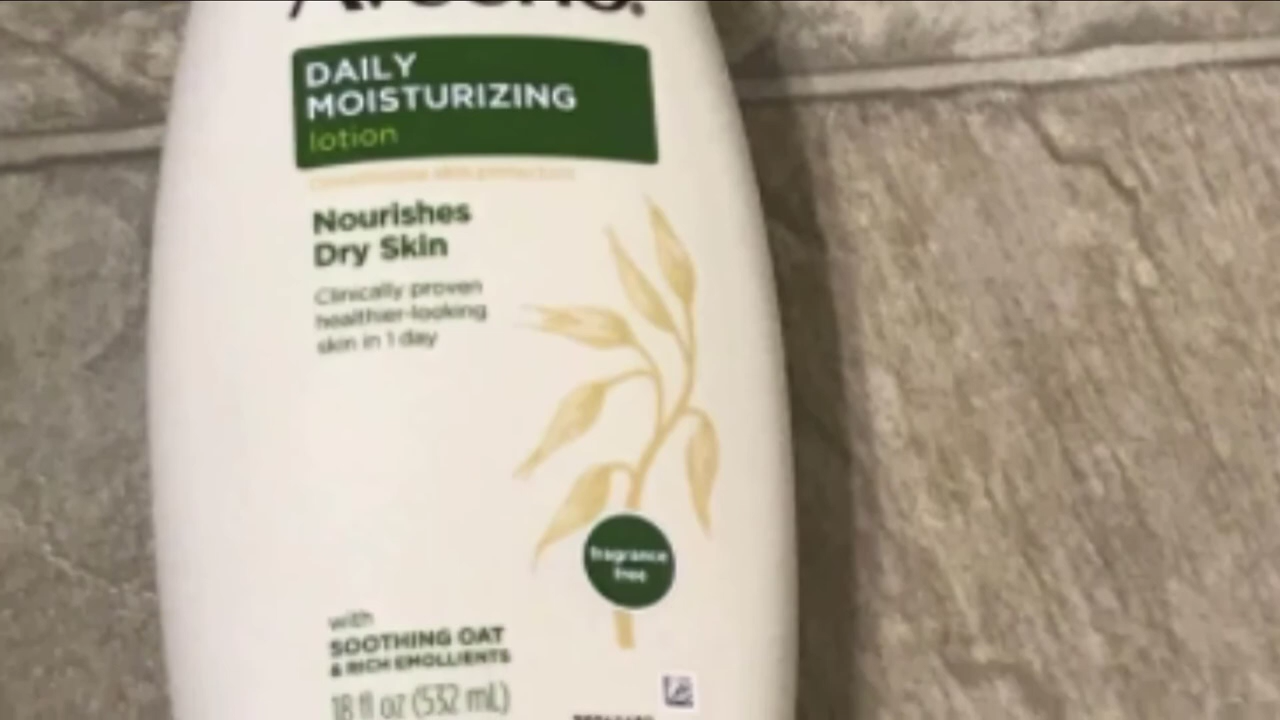 Aveeno.
DAILY
MOISTURIZING
lotion
Nourishes
Dry Skin
Clinically proven
healthier-looking
skin in 1 day
fragrance
free
with
SOOTHING OAT
& RICH EMOLLIENTS
18 fl oz (532 mL)